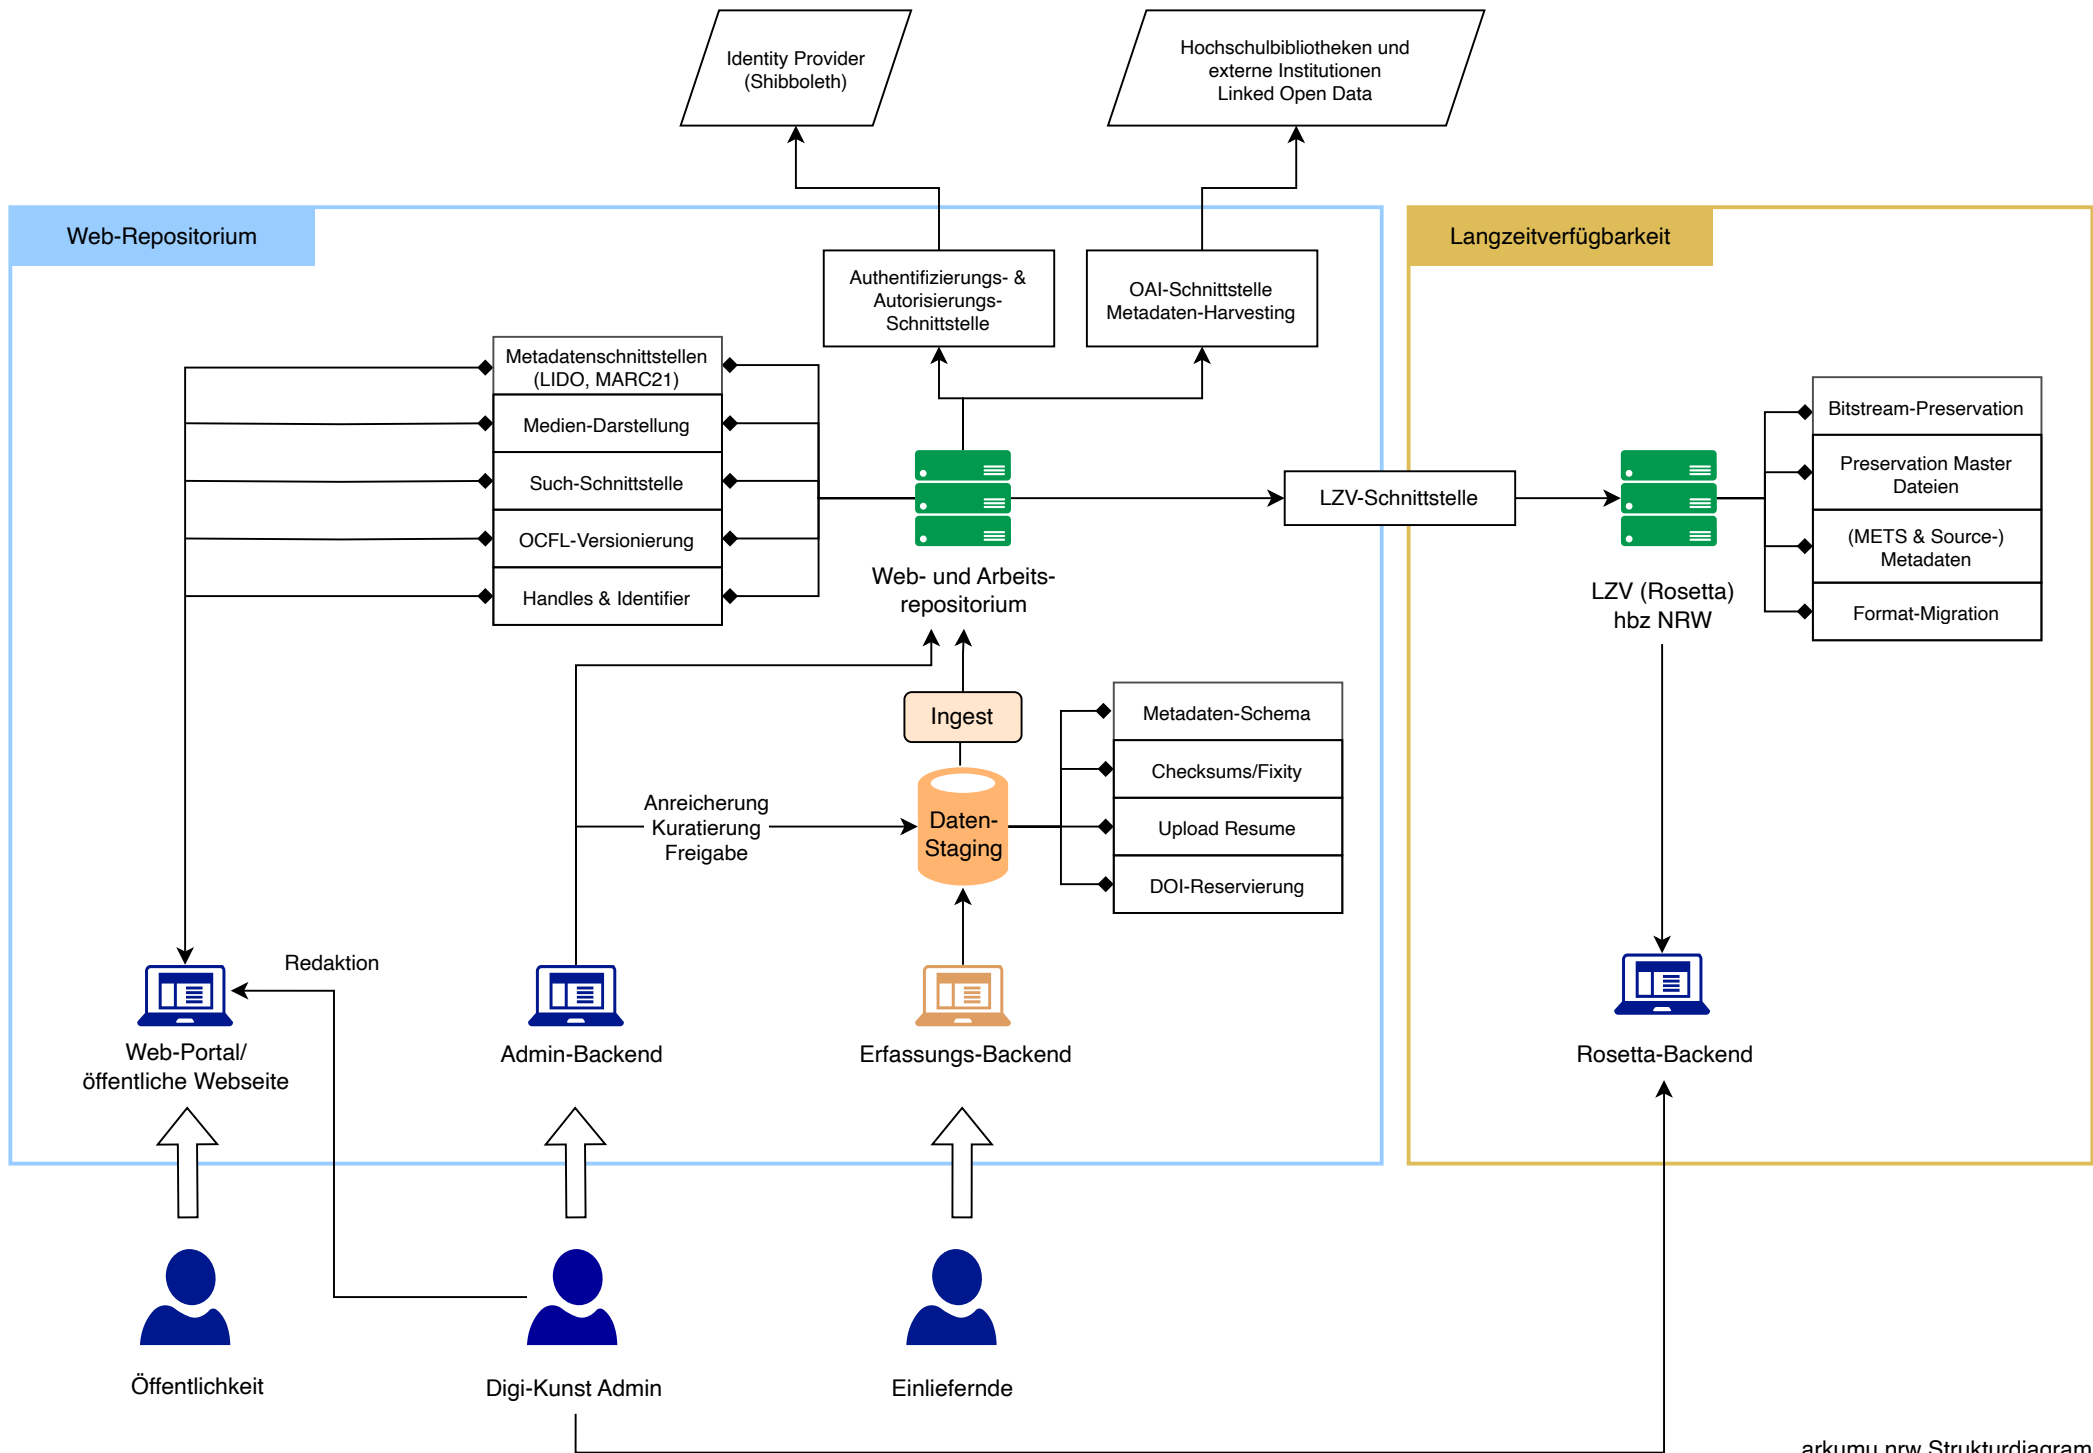 Identity Provider
(Shibboleth)
Hochschulbibliotheken und
externe Institutionen
Linked Open Data
Web-Repositorium
Langzeitverfügbarkeit
Authentifizierungs- &
Autorisierungs-
Schnittstelle
OAI-Schnittstelle
Metadaten-Harvesting
Metadatenschnittstellen
(LIDO, MARC21)
Medien-Darstellung
Such-Schnittstelle
OCFL-Versionierung
Handles & Identifier
Web- und Arbeits-
repositorium
LZV-Schnittstelle
LZV (Rosetta)
hbz NRW
Bitstream-Preservation
Preservation Master
Dateien
(METS & Source-)
Metadaten
Format-Migration
Ingest
Daten-
Staging
Metadaten-Schema
Checksums/Fixity
Upload Resume
DOI-Reservierung
Anreicherung
Kuratierung
Freigabe
Redaktion
Web-Portal/
öffentliche Webseite
Admin-Backend
Erfassungs-Backend
Rosetta-Backend
Öffentlichkeit
Digi-Kunst Admin
Einliefernde
arkumu.nrw Strukturdiagram